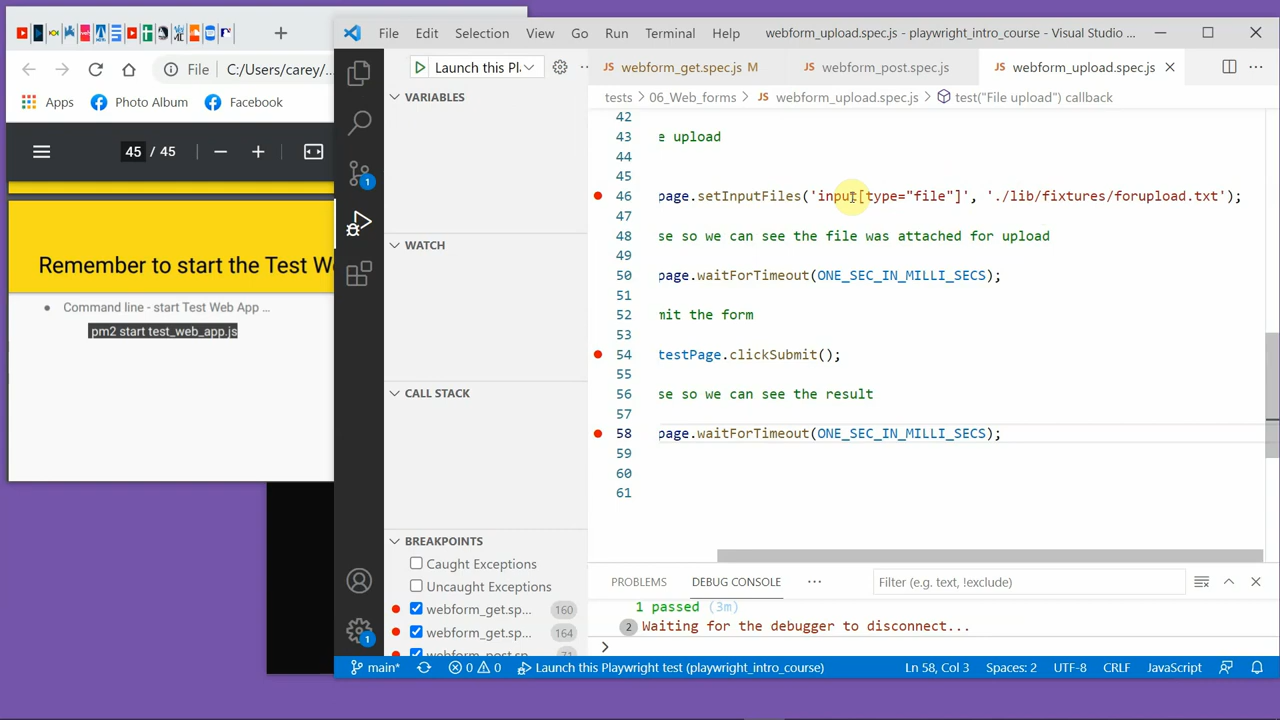 File C:/Users/carey/
Apps Photo Album Facebook
45 / 45
Remember to start the Test We
Command line - start Test Web App ...
pm2 start test_web_app.js
File Edit Selection View Go Run Terminal Help webform_upload.spec.js - playwright_intro_course - Visual Studio ...
Launch this Pl
webform_get.spec.js M webform_post.spec.js webform_upload.spec.js
tests > 06_Web_forms > webform_upload.spec.js > test("File upload") callback
VARIABLES
WATCH
CALL STACK
BREAKPOINTS
Caught Exceptions
Uncaught Exceptions
webform_get.sp... 160
webform_get.sp... 164
webform_post.sp 71
42
43 e upload
44
45
46 page.setInputFiles('input[type="file"]', './lib/fixtures/forupload.txt');
47
48 se so we can see the file was attached for upload
49
50 page.waitForTimeout(ONE_SEC_IN_MILLI_SECS);
51
52 mit the form
53
54 testPage.clickSubmit();
55
56 se so we can see the result
57
58 page.waitForTimeout(ONE_SEC_IN_MILLI_SECS);
59
60
61
PROBLEMS DEBUG CONSOLE ... Filter (e.g. text, !exclude)
1 passed (3m)
2 Waiting for the debugger to disconnect...
main* 0 0 Launch this Playwright test (playwright_intro_course) Ln 58, Col 3 Spaces: 2 UTF-8 CRLF JavaScript